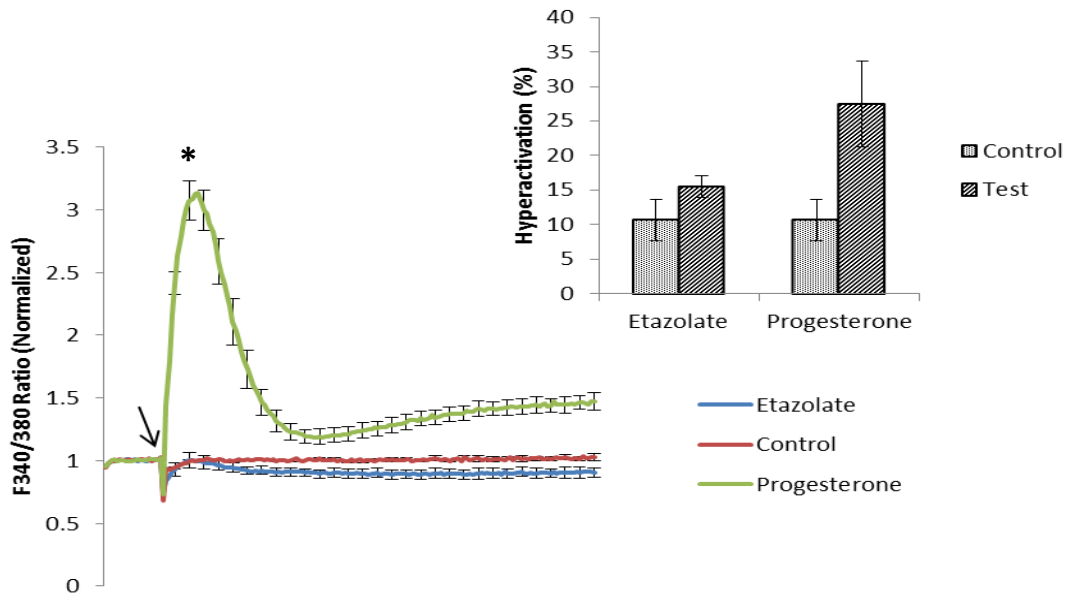 40
35
30
25
20
15
10
5
0
Hyperactivation (%)
Etazolate Progesterone
Control
Test
3.5
3
2.5
2
1.5
1
0.5
0
F340/380 Ratio (Normalized)
*
Etazolate
Control
Progesterone